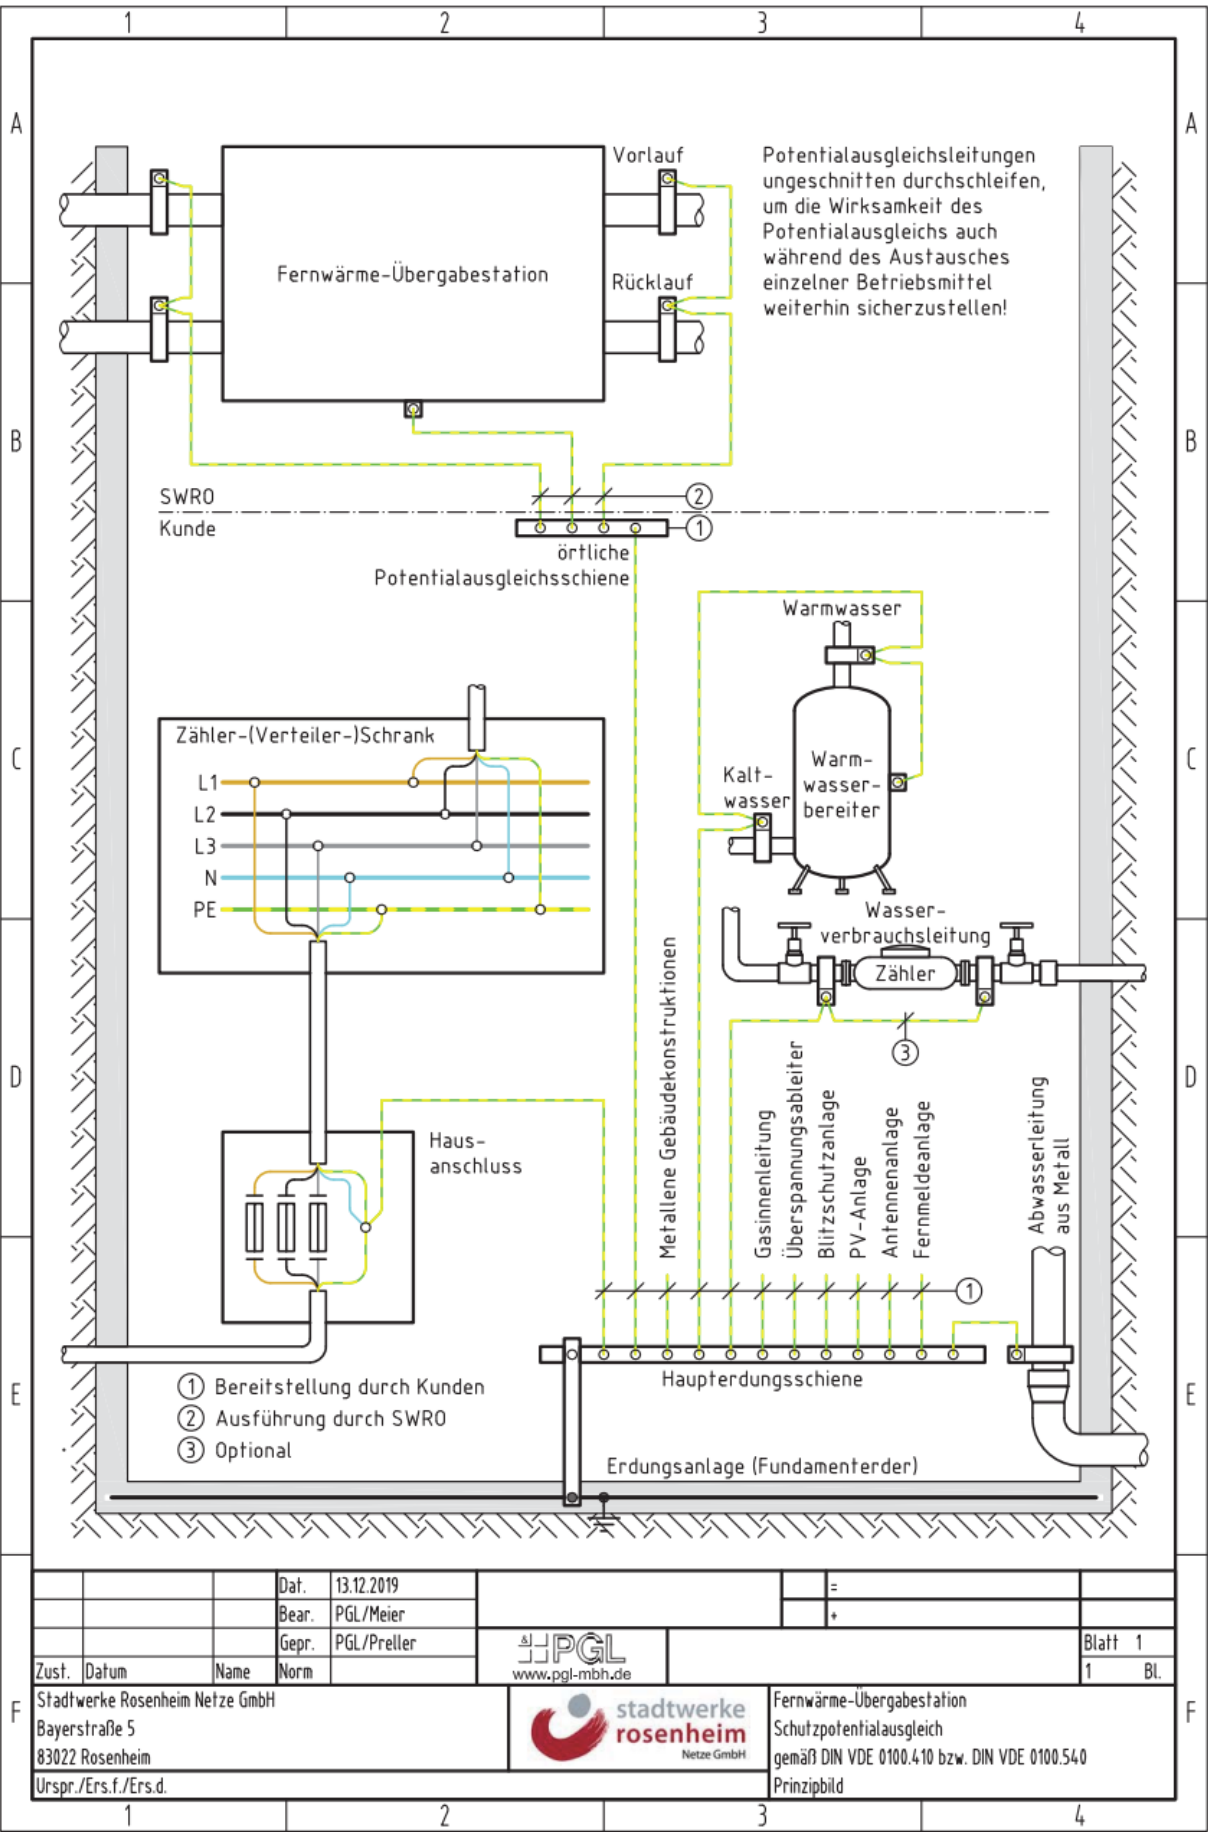 1 2 3 4
A A
Vorlauf
Potentialausgleichsleitungen
ungeschnitten durchschleifen,
um die Wirksamkeit des
Potentialausgleichs auch
während des Austausches
einzelner Betriebsmittel
weiterhin sicherzustellen!
Fernwärme-Übergabestation
Rücklauf
B B
SWRO
2
Kunde
1
örtliche
Potentialausgleichsschiene
Warmwasser
Zähler-(Verteiler-)Schrank
C C
L1
L2
L3
N
PE
Kalt-
wasser
Warm-
wasser-
bereiter
Wasser-
verbrauchsleitung
Zähler
3
D D
Haus-
anschluss
Metallene Gebäudekonstruktionen
Gasinnenleitung
Überspannungsableiter
Blitzschutzanlage
PV-Anlage
Antennenanlage
Fernmeldeanlage
Abwasserleitung
aus Metall
1
Haupterdungsschiene
E E
1 Bereitstellung durch Kunden
2 Ausführung durch SWRO
3 Optional
Erdungsanlage (Fundamenterder)
Dat. 13.12.2019 =
Bear. PGL/Meier +
Gepr. PGL/Preller
Zust. Datum Name Norm
& PGL
www.pgl-mbh.de
Blatt 1
1 Bl.
F F
Stadtwerke Rosenheim Netze GmbH
Bayerstraße 5
83022 Rosenheim
Urspr./Ers.f./Ers.d.
stadtwerke
rosenheim
Netze GmbH
Fernwärme-Übergabestation
Schutzpotentialausgleich
gemäß DIN VDE 0100.410 bzw. DIN VDE 0100.540
Prinzipbild
1 2 3 4